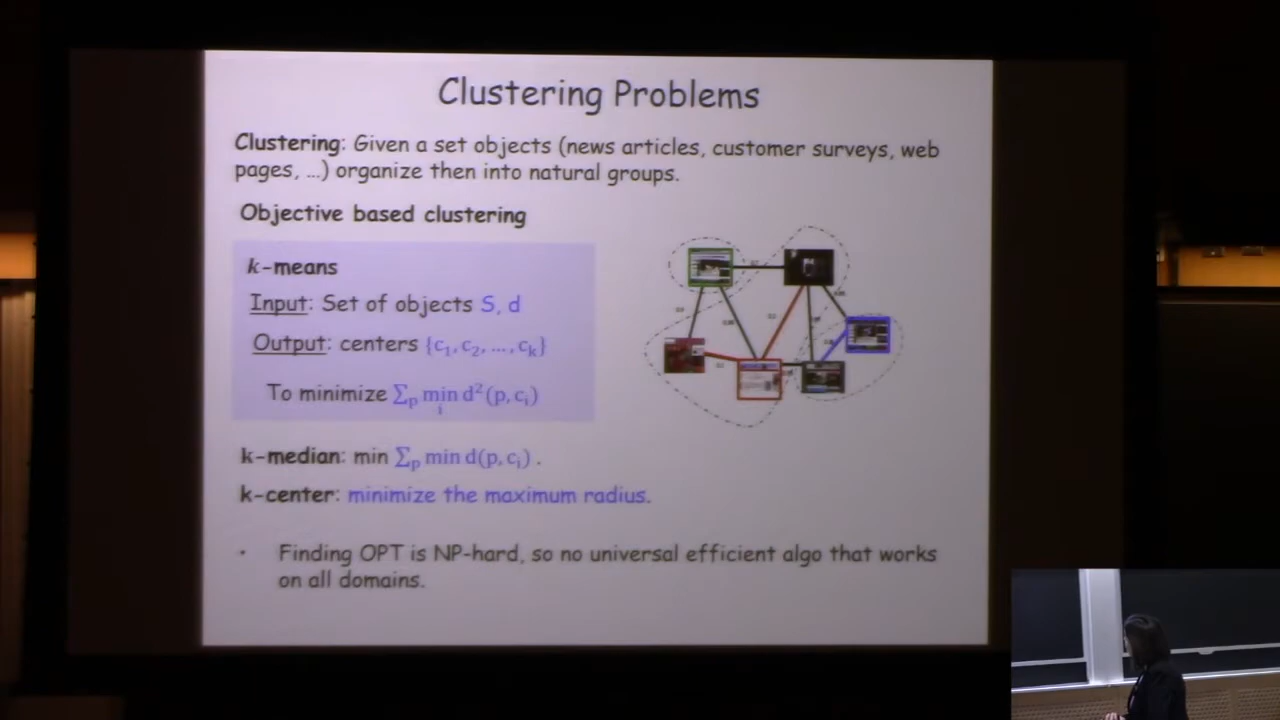 Clustering Problems
Clustering: Given a set objects (news articles, customer surveys, web
pages, ...) organize then into natural groups.
Objective based clustering
k-means
Input: Set of objects S, d
Output: centers {c₁, c₂, ..., cₖ}
To minimize ∑ₚ min d²(p, cᵢ)
i
k-median: min ∑ₚ min d(p, cᵢ) .
k-center: minimize the maximum radius.
• Finding OPT is NP-hard, so no universal efficient algo that works
on all domains.